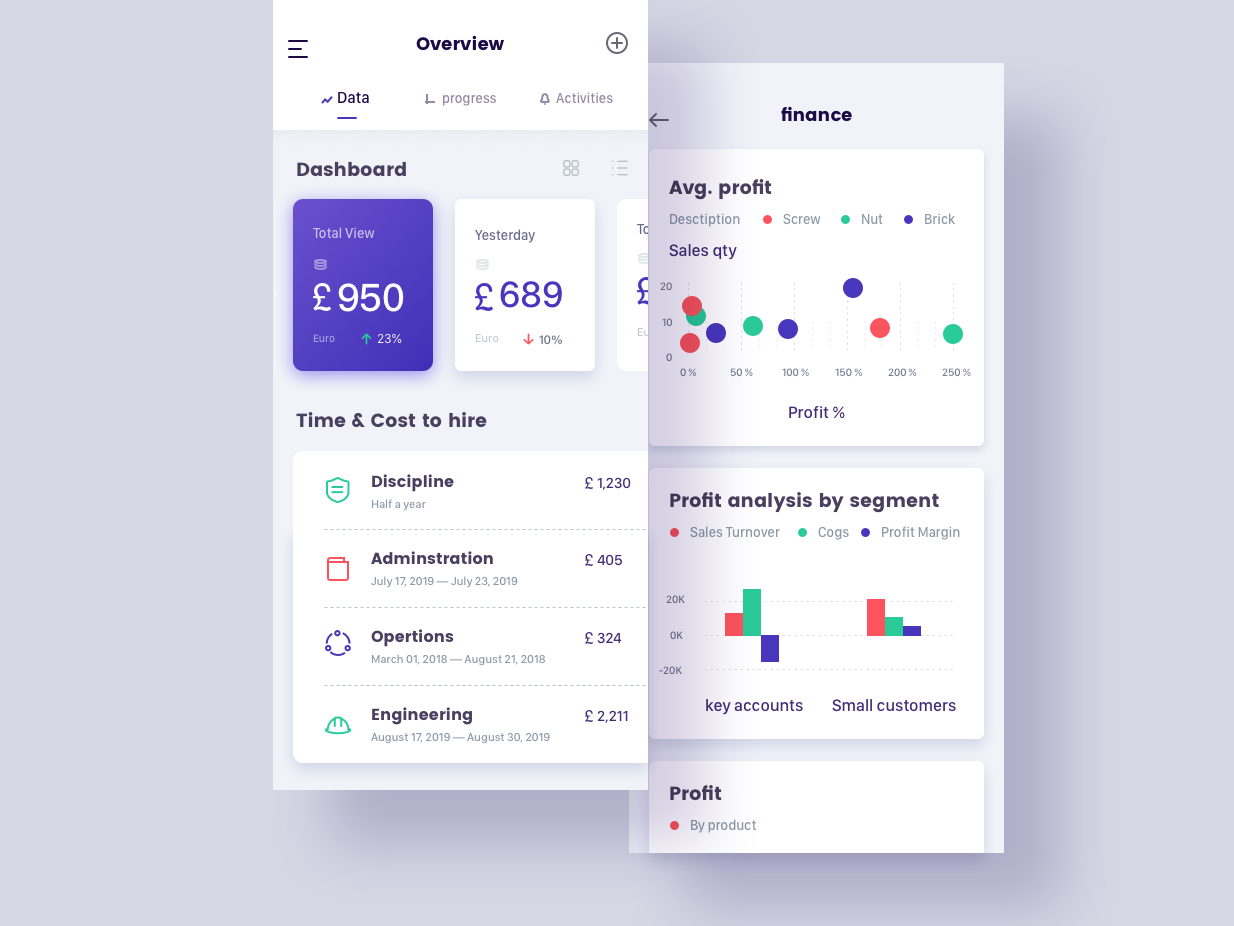 Overview
Data progress Activities
Dashboard
Total View
£ 950
Euro 23%
Yesterday
£ 689
Euro 10%
Time & Cost to hire
Discipline £ 1,230
Half a year
Adminstration £ 405
July 17, 2019 — July 23, 2019
Opertions £ 324
March 01, 2018 — August 21, 2018
Engineering £ 2,211
August 17, 2019 — August 30, 2019
finance
Avg. profit
Desctiption Screw Nut Brick
Sales qty
20
10
0
0 % 50 % 100 % 150 % 200 % 250 %
Profit %
Profit analysis by segment
Sales Turnover Cogs Profit Margin
20K
0K
-20K
key accounts Small customers
Profit
By product